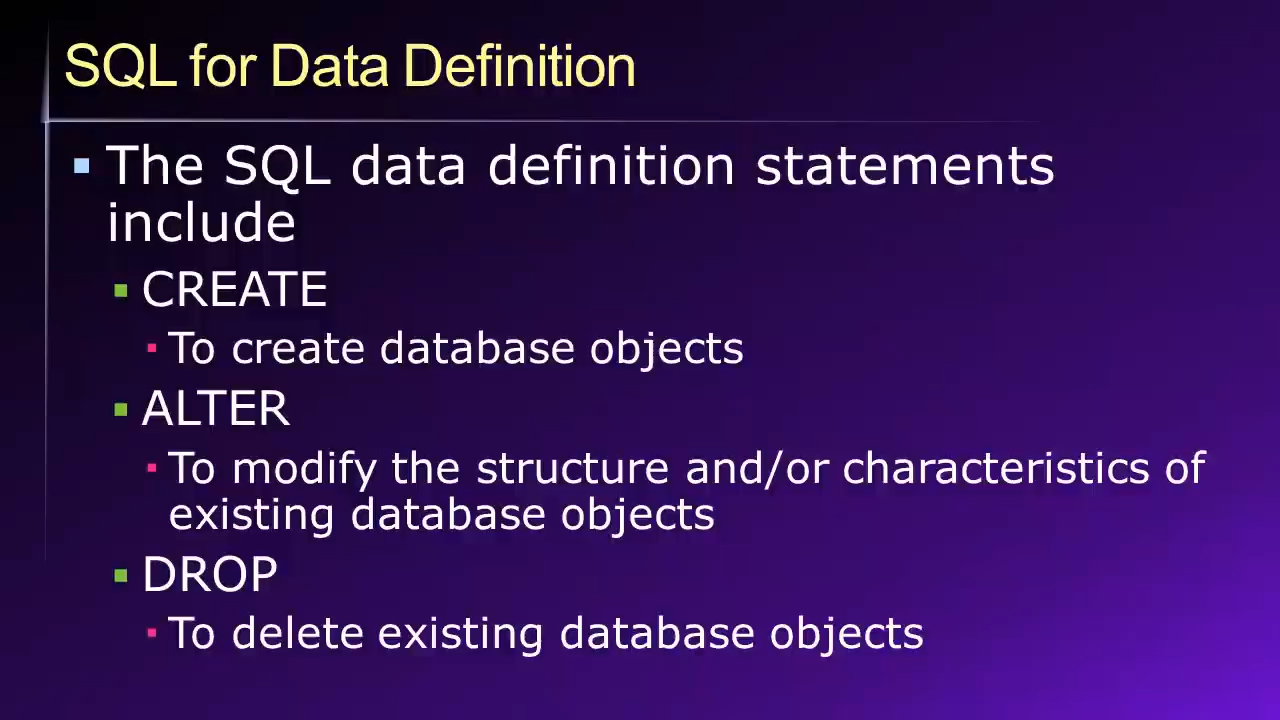 SQL for Data Definition
The SQL data definition statements
include
CREATE
To create database objects
ALTER
To modify the structure and/or characteristics of
existing database objects
DROP
To delete existing database objects